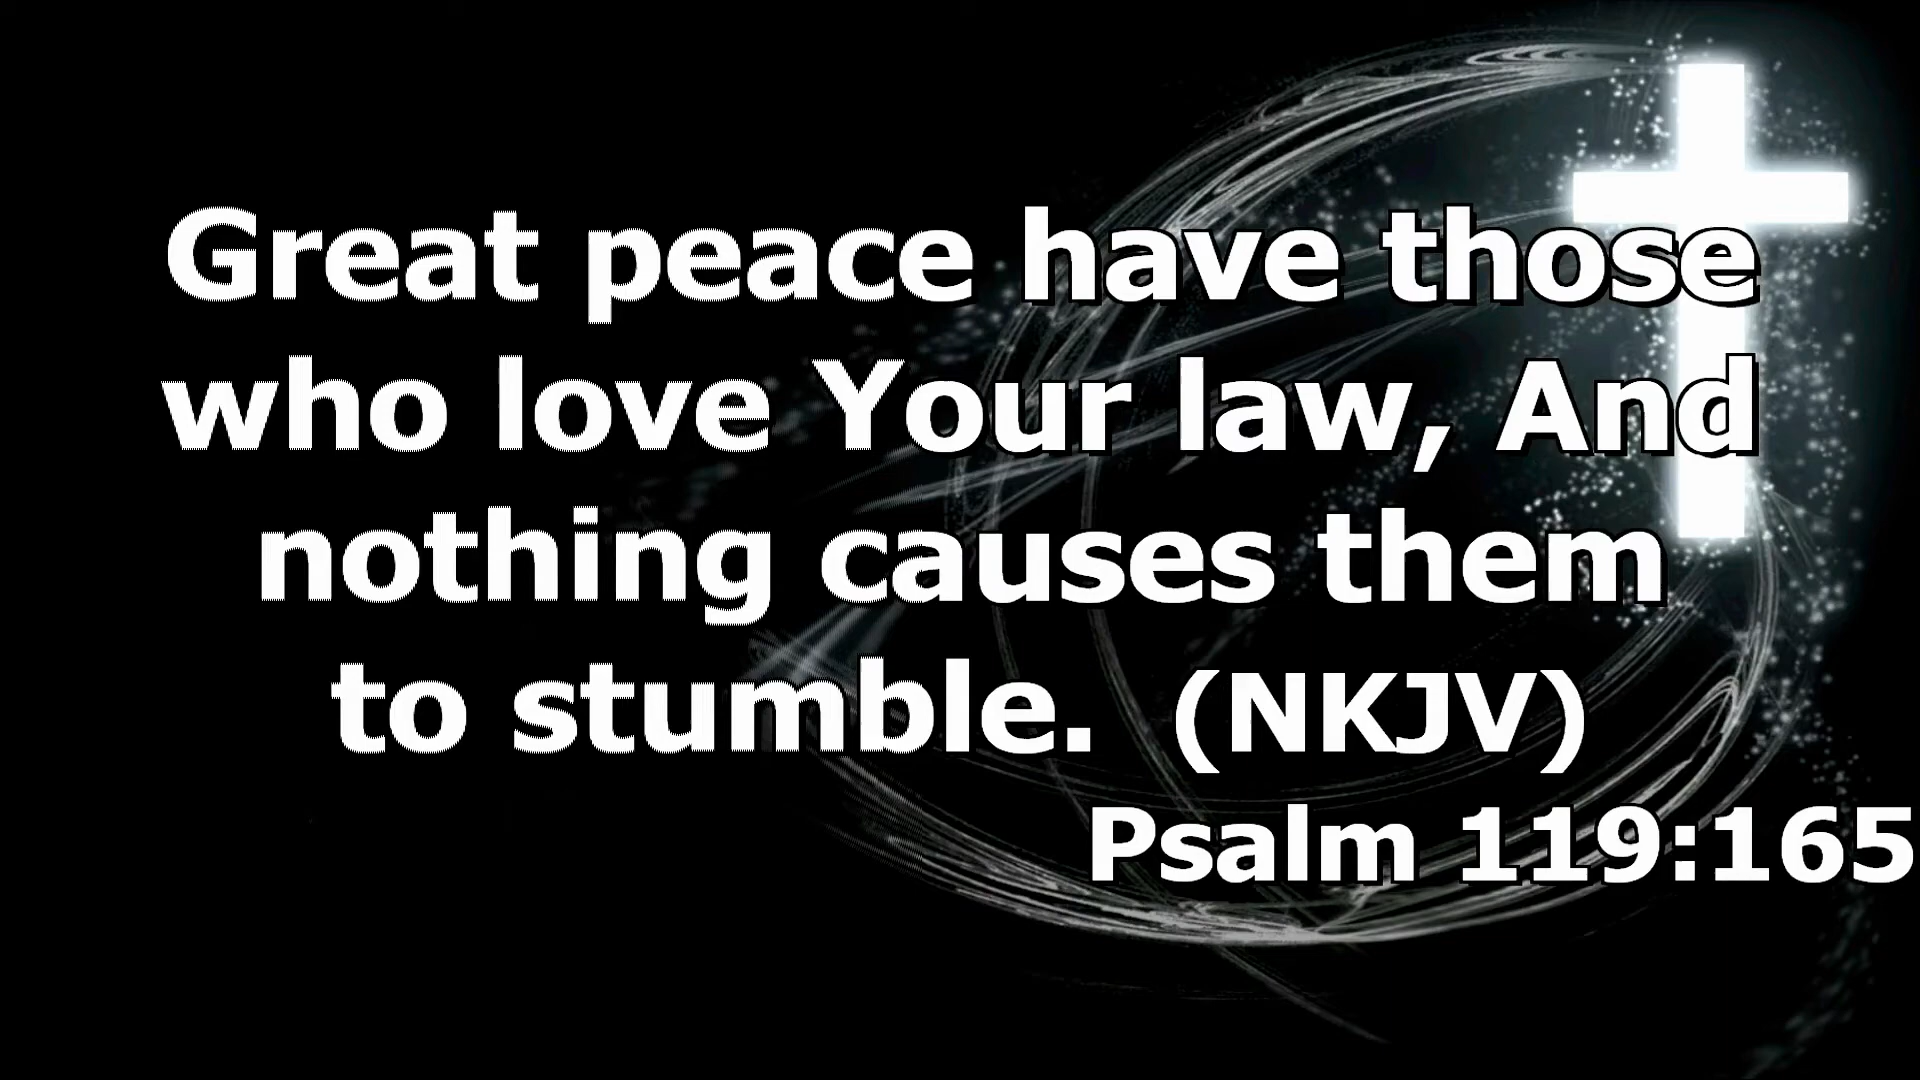 Great peace have those
who love Your law, And
nothing causes them
to stumble. (NKJV)
Psalm 119:165